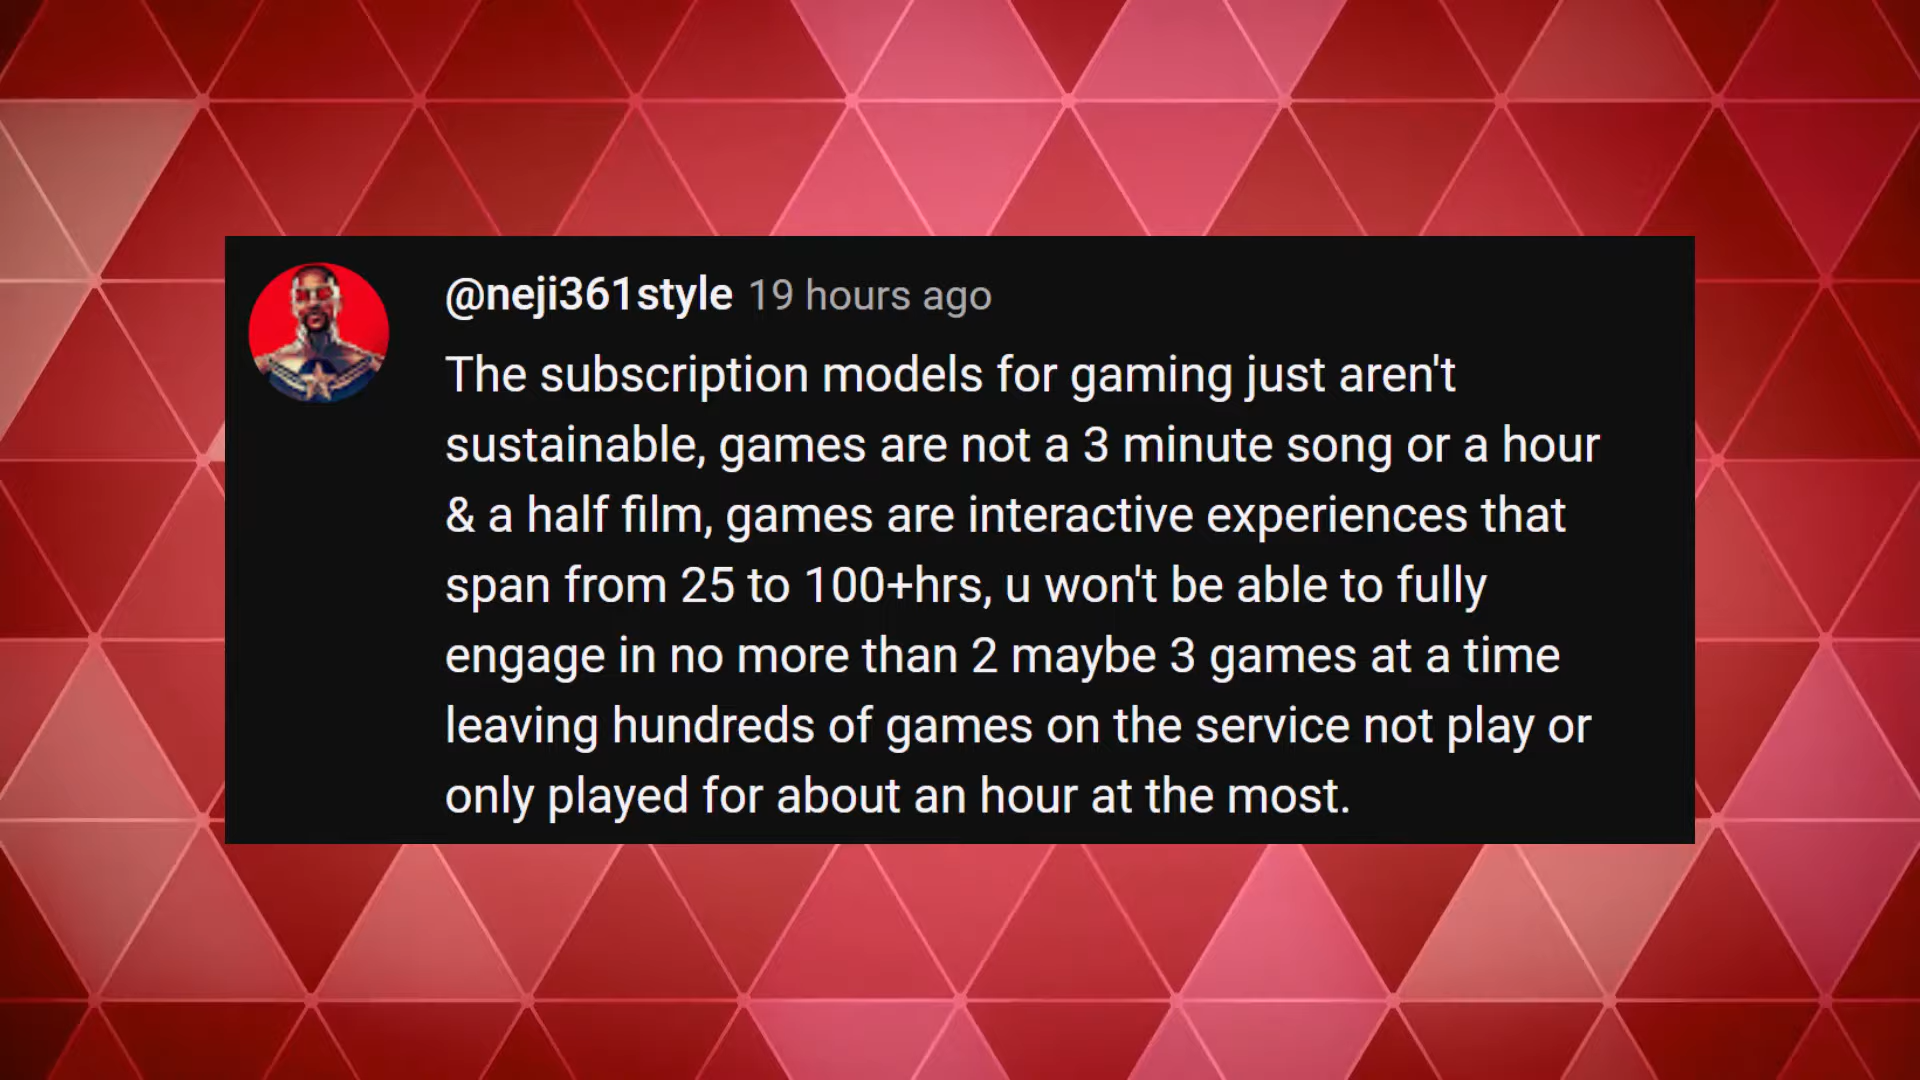 @neji361style 19 hours ago
The subscription models for gaming just aren't
sustainable, games are not a 3 minute song or a hour
& a half film, games are interactive experiences that
span from 25 to 100+hrs, u won't be able to fully
engage in no more than 2 maybe 3 games at a time
leaving hundreds of games on the service not play or
only played for about an hour at the most.